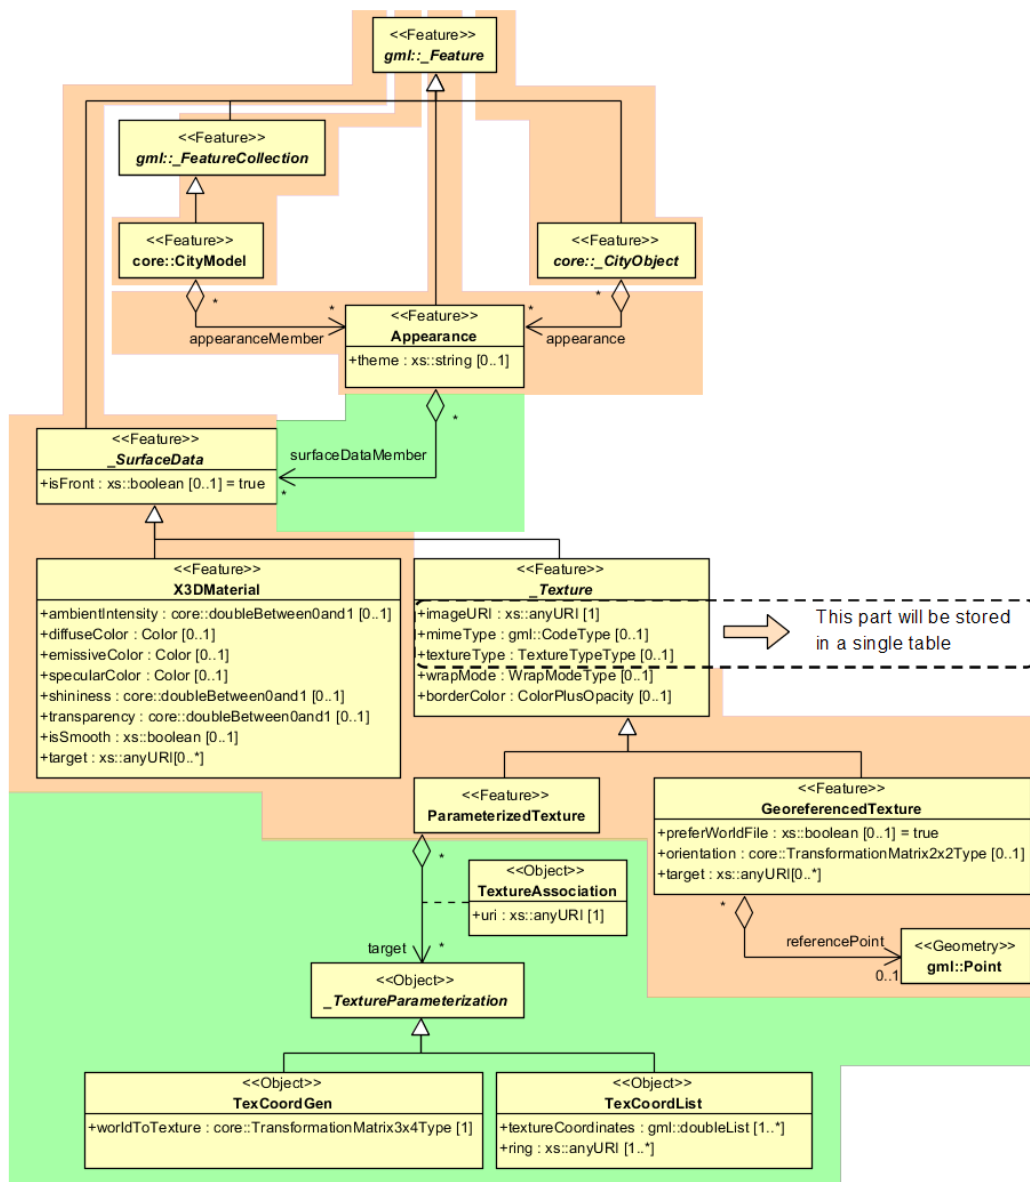 <<Feature>>
gml::_Feature
<<Feature>>
gml::_FeatureCollection
<<Feature>>
core::CityModel
<<Feature>>
core::_CityObject
*
*
*
*
<<Feature>>
Appearance
+theme : xs::string [0..1]
appearanceMember
appearance
*
surfaceDataMember
*
<<Feature>>
_SurfaceData
+isFront : xs::boolean [0..1] = true
<<Feature>>
X3DMaterial
+ambientIntensity : core::doubleBetween0and1 [0..1]
+diffuseColor : Color [0..1]
+emissiveColor : Color [0..1]
+specularColor : Color [0..1]
+shininess : core::doubleBetween0and1 [0..1]
+transparency : core::doubleBetween0and1 [0..1]
+isSmooth : xs::boolean [0..1]
+target : xs::anyURI[0..*]
<<Feature>>
_Texture
+imageURI : xs::anyURI [1]
+mimeType : gml::CodeType [0..1]
+textureType : TextureTypeType [0..1]
+wrapMode : WrapModeType [0..1]
+borderColor : ColorPlusOpacity [0..1]
This part will be stored
in a single table
<<Feature>>
ParameterizedTexture
<<Feature>>
GeoreferencedTexture
+preferWorldFile : xs::boolean [0..1] = true
+orientation : core::TransformationMatrix2x2Type [0..1]
+target : xs::anyURI[0..*]
*
<<Object>>
TextureAssociation
+uri : xs::anyURI [1]
*
referencePoint
0..1
<<Geometry>>
gml::Point
target
*
<<Object>>
_TextureParameterization
<<Object>>
TexCoordGen
+worldToTexture : core::TransformationMatrix3x4Type [1]
<<Object>>
TexCoordList
+textureCoordinates : gml::doubleList [1..*]
+ring : xs::anyURI [1..*]